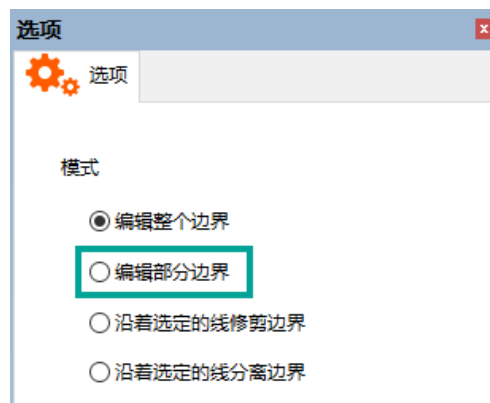 选项
选项
模式
编辑整个边界
编辑部分边界
沿着选定的线修剪边界
沿着选定的线分离边界